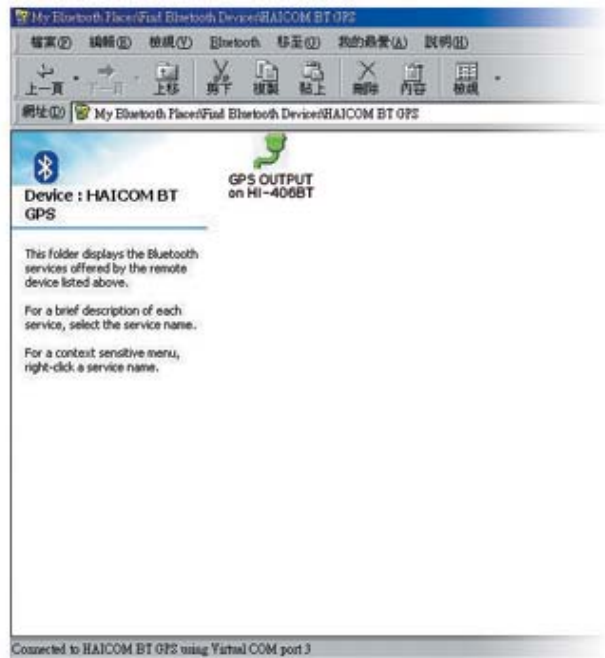 My Bluetooth Places\Find Bluetooth Devices\HAICOM BT GPS
檔案(F) 編輯(E) 檢視(V) Bluetooth 移至(O) 我的最愛(A) 說明(H)
上一頁 下一頁 上移 剪下 複製 貼上 刪除 內容 檢視
網址(D) My Bluetooth Places\Find Bluetooth Devices\HAICOM BT GPS
Device : HAICOM BT
GPS
This folder displays the Bluetooth
services offered by the remote
device listed above.
For a brief description of each
service, select the service name.
For a context sensitive menu,
right-click a service name.
GPS OUTPUT
on HI-406BT
Connected to HAICOM BT GPS using Virtual COM port 3